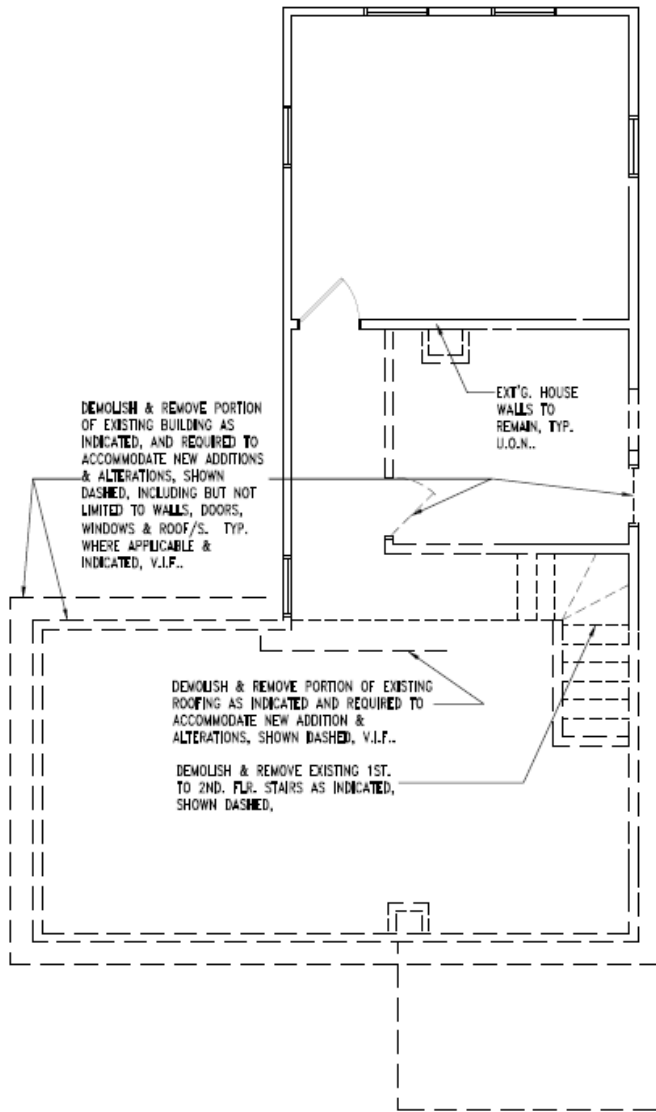 DEMOLISH & REMOVE PORTION
OF EXISTING BUILDING AS
INDICATED, AND REQUIRED TO
ACCOMMODATE NEW ADDITIONS
& ALTERATIONS, SHOWN
DASHED, INCLUDING BUT NOT
LIMITED TO WALLS, DOORS,
WINDOWS & ROOF/S. TYP.
WHERE APPLICABLE &
INDICATED, V.I.F..
EXT'G. HOUSE
WALLS TO
REMAIN, TYP.
U.O.N..
DEMOLISH & REMOVE PORTION OF EXISTING
ROOFING AS INDICATED AND REQUIRED TO
ACCOMMODATE NEW ADDITION &
ALTERATIONS, SHOWN DASHED, V.I.F..
DEMOLISH & REMOVE EXISTING 1ST.
TO 2ND. FLR. STAIRS AS INDICATED,
SHOWN DASHED,